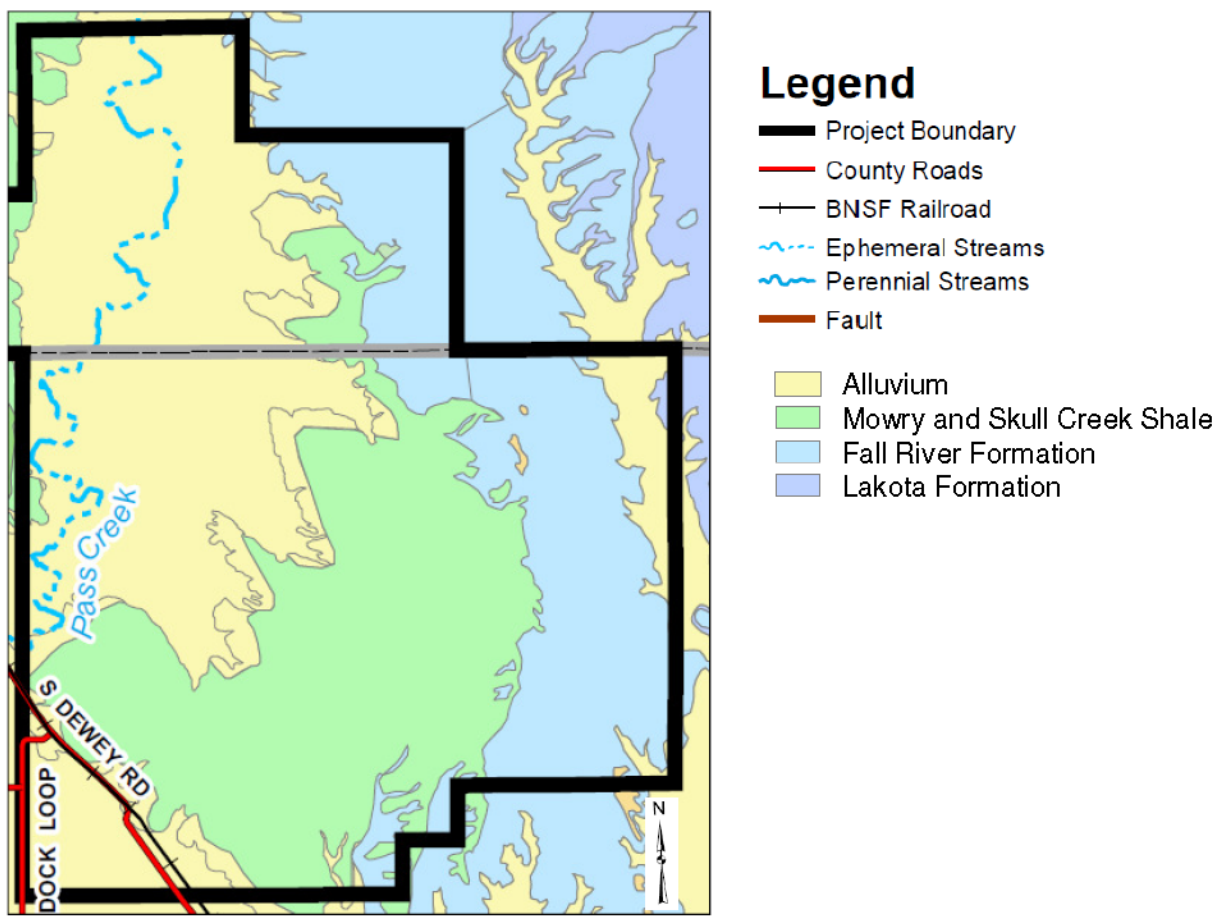 Legend
Project Boundary
County Roads
BNSF Railroad
Ephemeral Streams
Perennial Streams
Fault
Alluvium
Mowry and Skull Creek Shale
Fall River Formation
Lakota Formation
Pass Creek
S DEWEY RD
DOCK LOOP
N